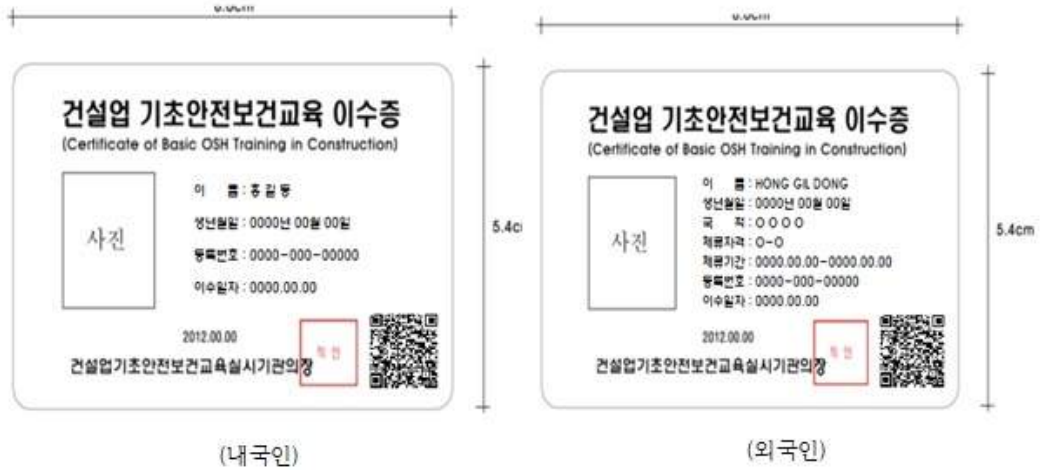 건설업 기초안전보건교육 이수증
(Certificate of Basic OSH Training in Construction)
사진
이 름 : 홍 길 동
생년월일 : 0000년 00월 00일
등록번호 : 0000-000-00000
이수일자 : 0000.00.00
2012.00.00
건설업기초안전보건교육실시기관의장
직 인
5.4c
(내국인)
건설업 기초안전보건교육 이수증
(Certificate of Basic OSH Training in Construction)
사진
이 름 : HONG GIL DONG
생년월일 : 0000년 00월 00일
국 적 : O O O O
체류자격 : O-O
체류기간 : 0000.00.00-0000.00.00
등록번호 : 0000-000-00000
이수일자 : 0000.00.00
2012.00.00
건설업기초안전보건교육실시기관의장
직 인
5.4cm
(외국인)